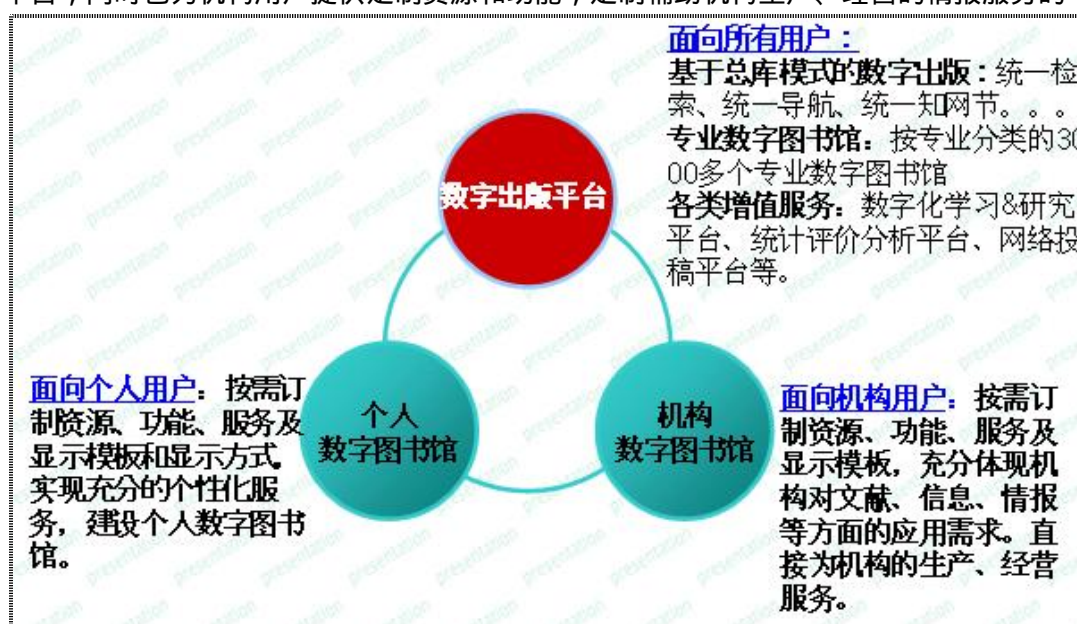 面向所有用户：
基于总库模式的数字出版：统一检
索、统一导航、统一知网节。。。
专业数字图书馆：按专业分类的30
00多个专业数字图书馆
各类增值服务：数字化学习&研究
平台、统计评价分析平台、网络投
稿平台等。
数字出版平台
个人
数字图书馆
机构
数字图书馆
面向个人用户：按需订
制资源、功能、服务及
显示模板和显示方式，
实现充分的个性化服
务，建设个人数字图书
馆。
面向机构用户：按需订
制资源、功能、服务及
显示模板，充分体现机
构对文献、信息、情报
等方面的应用需求。直
接为机构的生产、经营
服务。